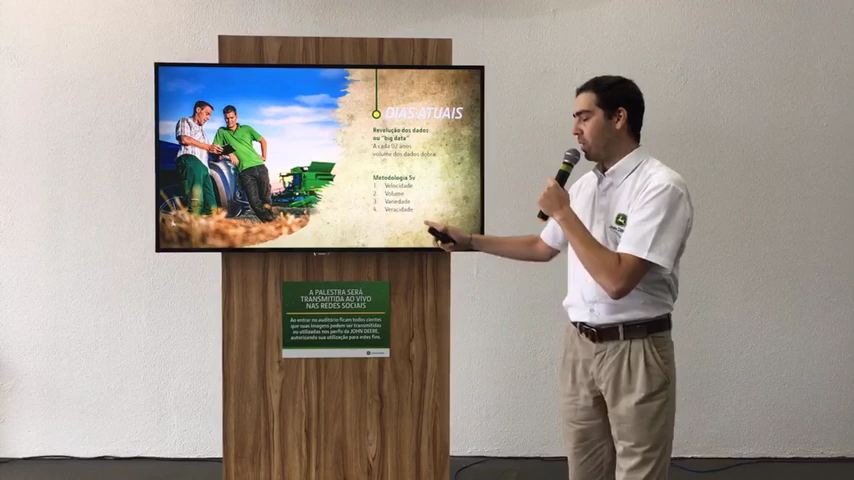 DIAS ATUAIS
Revolução dos dados
ou "big data"
A cada 02 anos
volume dos dados dobra
Metodologia 5v
1. Velocidade
2. Volume
3. Variedade
4. Veracidade
A PALESTRA SERÁ
TRANSMITIDA AO VIVO
NAS REDES SOCIAIS
Ao entrar no auditório ficam todos cientes
que suas imagens podem ser transmitidas
ou utilizadas nos perfis da JOHN DEERE,
autorizando sua utilização para estes fins.